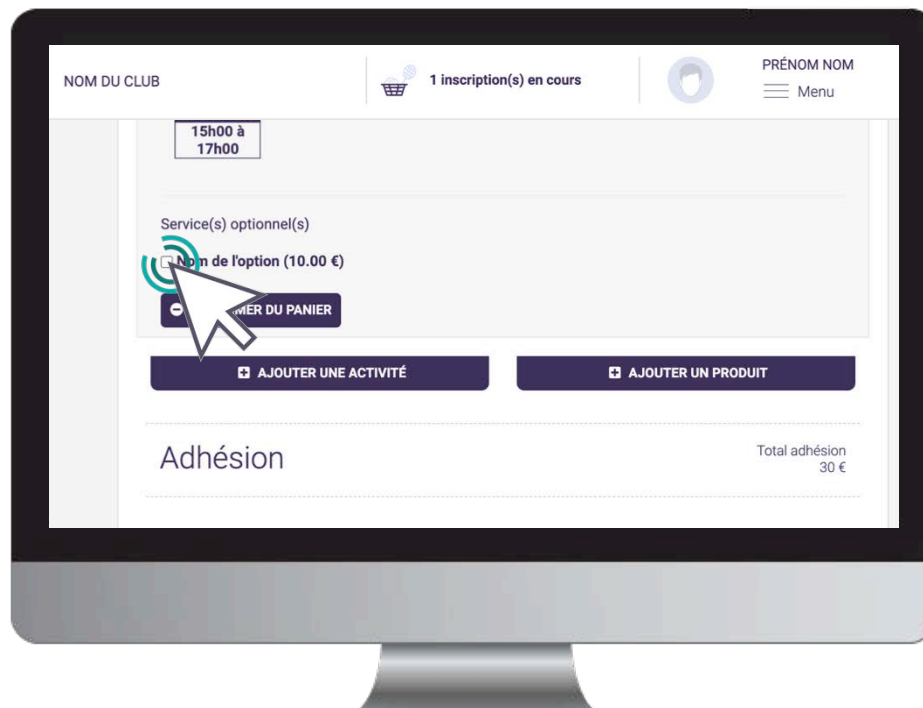 NOM DU CLUB
1 inscription(s) en cours
PRÉNOM NOM
Menu
15h00 à
17h00
Service(s) optionnel(s)
Nom de l'option (10.00 €)
DU PANIER
AJOUTER UNE ACTIVITÉ
AJOUTER UN PRODUIT
Adhésion
Total adhésion
30 €